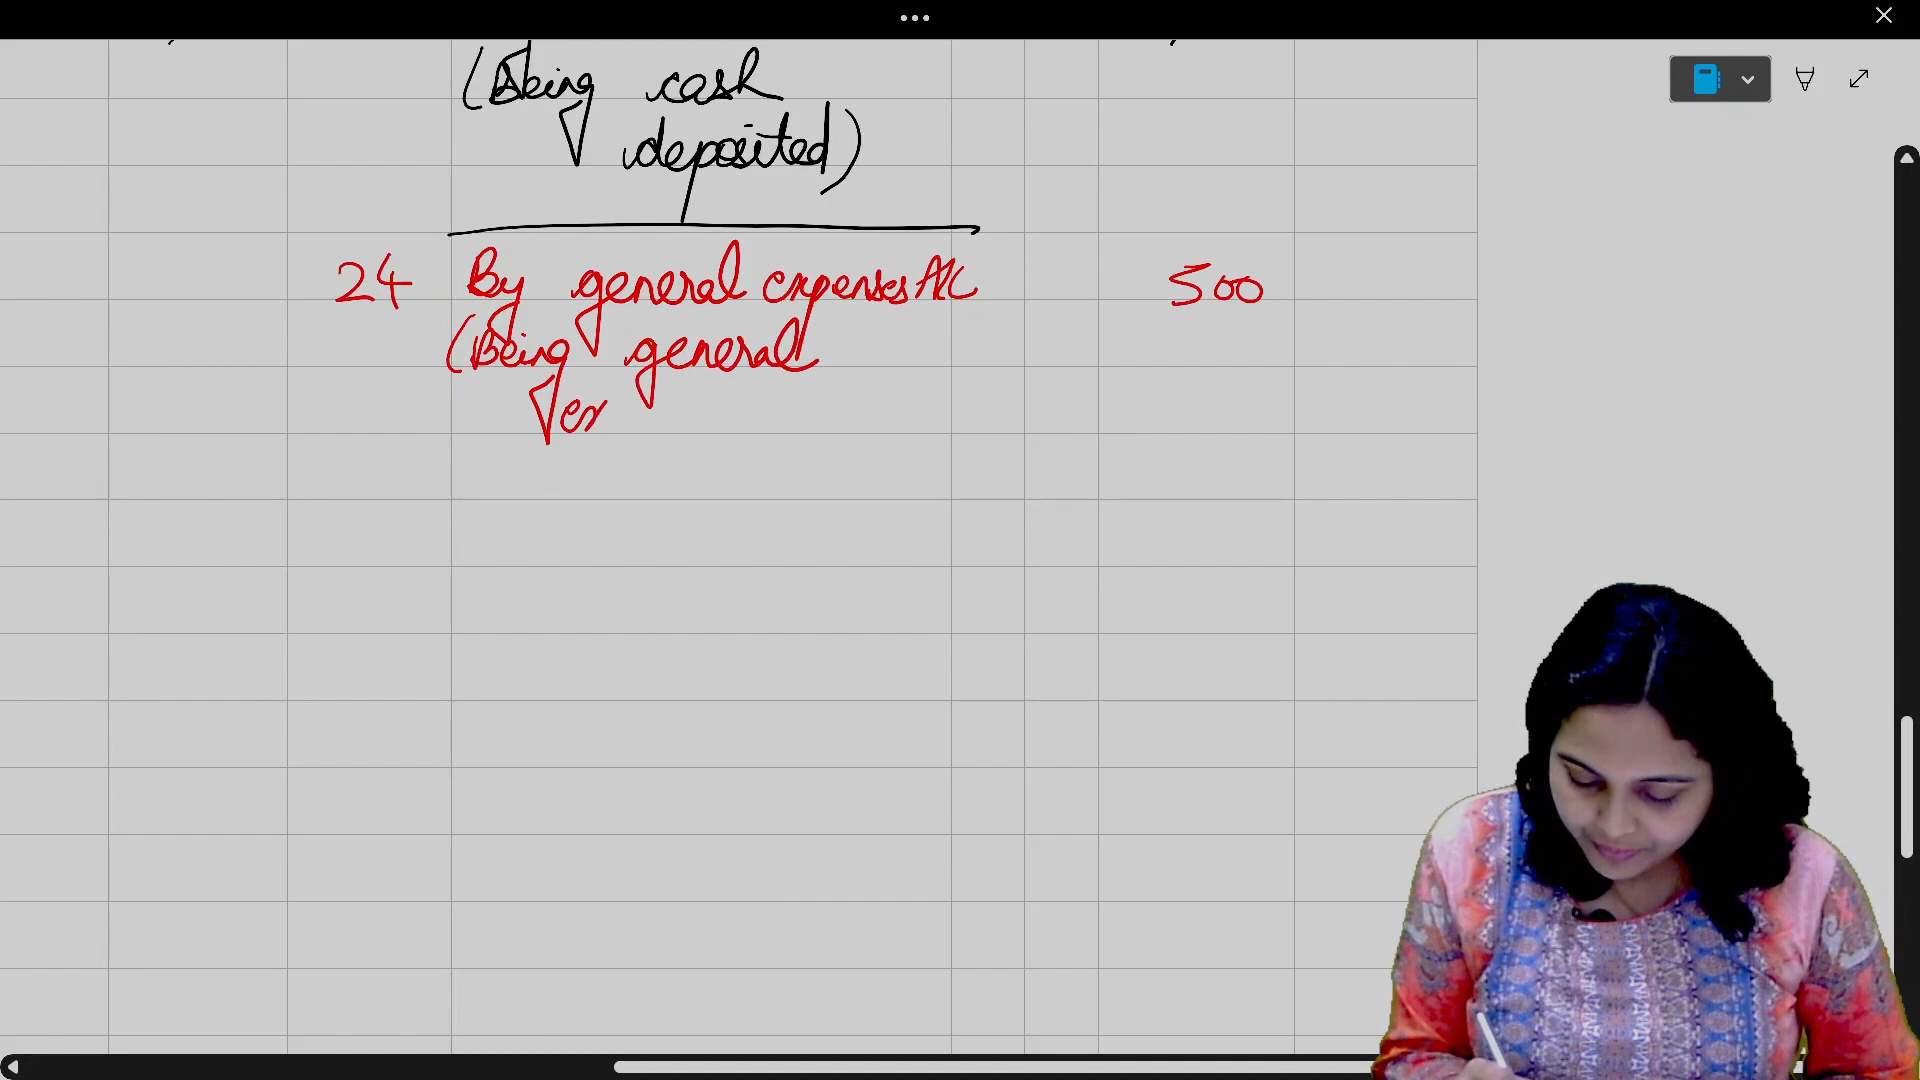 (Being cash
deposited)
24 By general expenses A/C 500
(Being general
ex